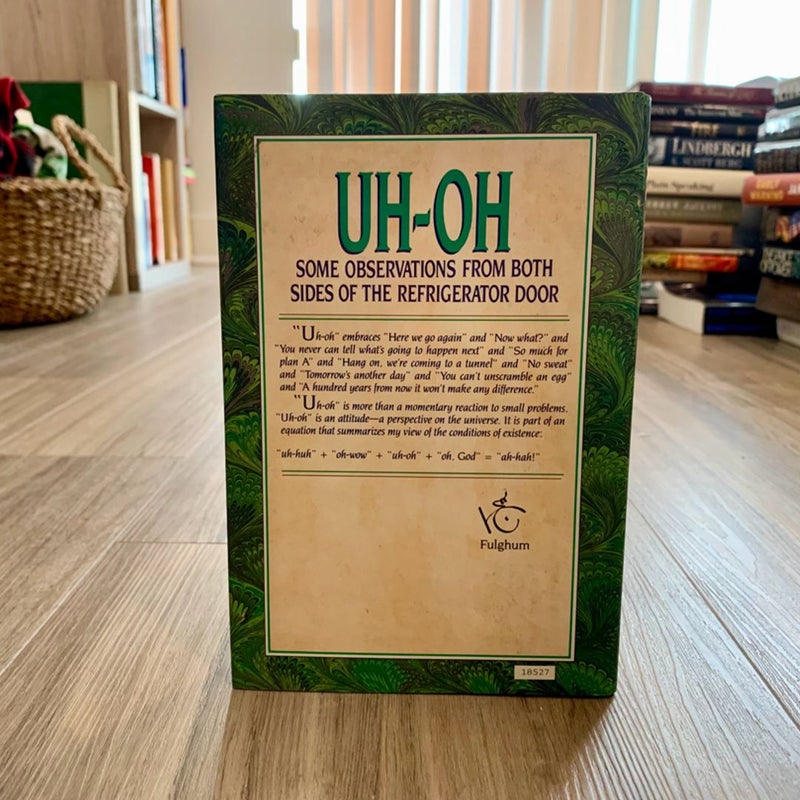 UH-OH
SOME OBSERVATIONS FROM BOTH
SIDES OF THE REFRIGERATOR DOOR
"Uh-oh" embraces "Here we go again" and "Now what?" and
"You never can tell what's going to happen next" and "So much for
plan A" and "Hang on, we're coming to a tunnel" and "No sweat"
and "Tomorrow's another day" and "You can't unscramble an egg"
and "A hundred years from now it won't make any difference."
"Uh-oh" is more than a momentary reaction to small problems.
"Uh-oh" is an attitude—a perspective on the universe. It is part of an
equation that summarizes my view of the conditions of existence:
"uh-huh" + "oh-wow" + "uh-oh" + "oh, God" = "ah-hah!"
Fulghum
18527
FIRE
LINDBERGH
A. SCOTT BERG
Plain Speaking